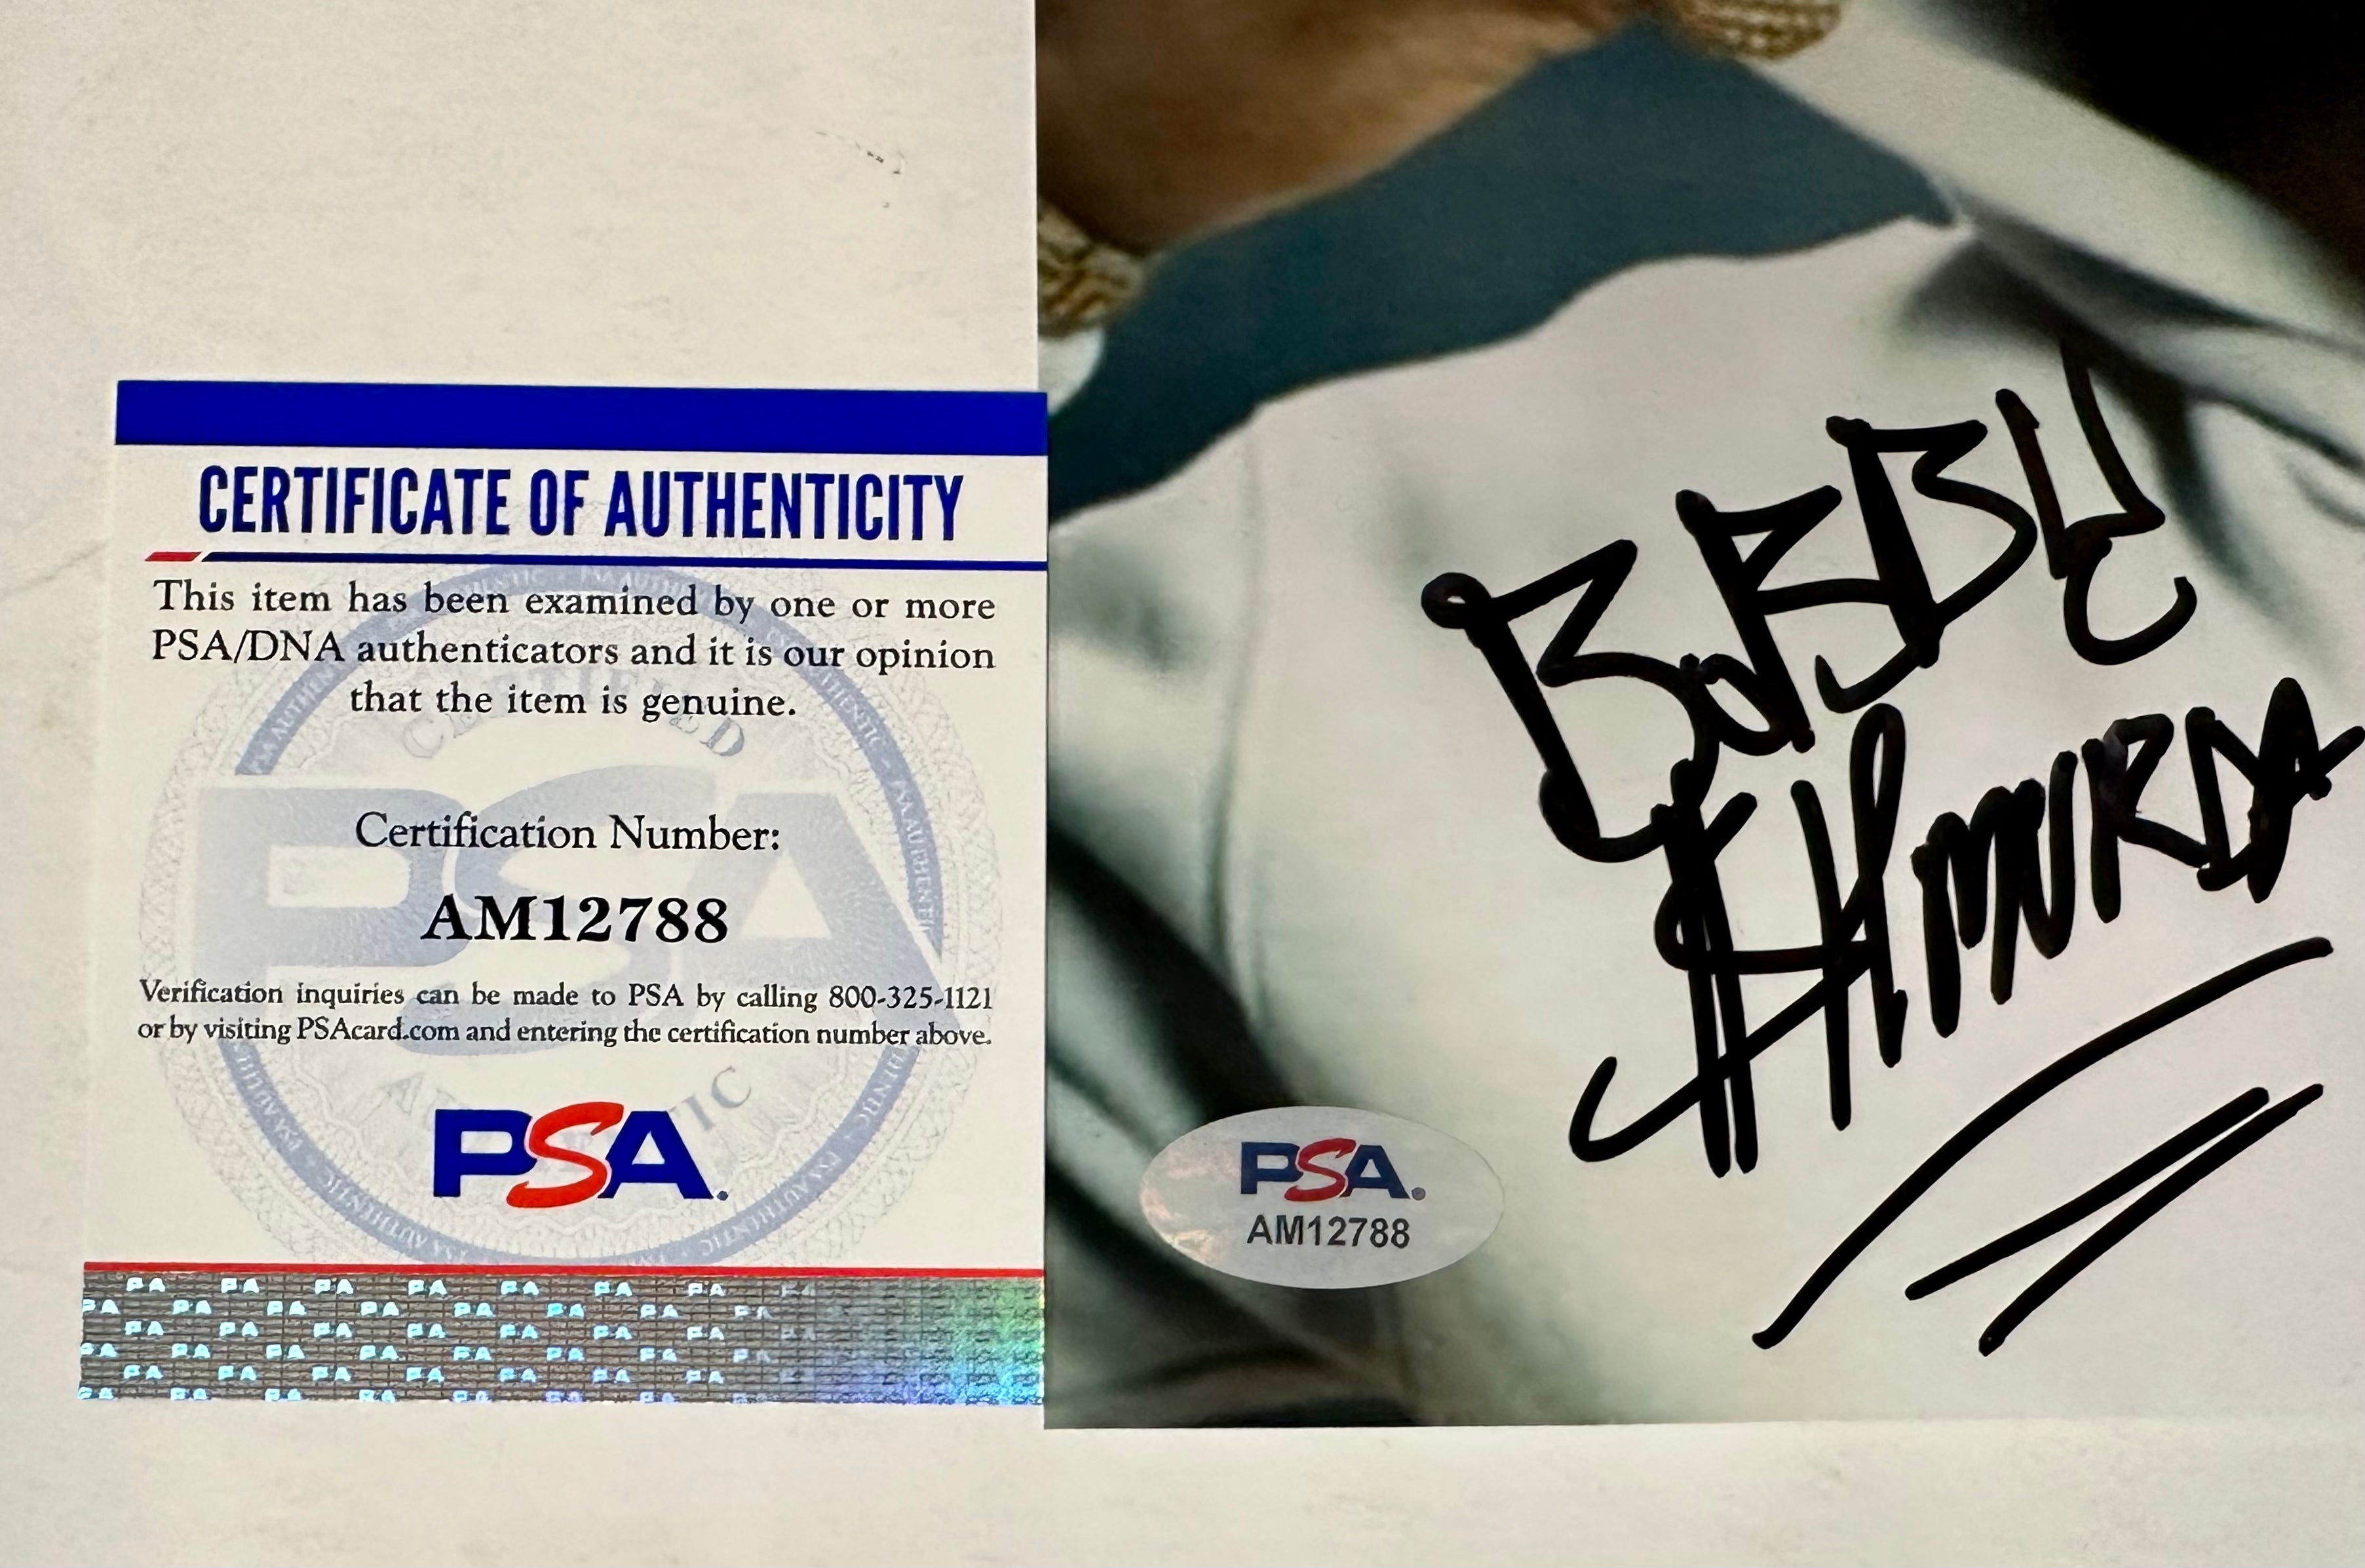 CERTIFICATE OF AUTHENTICITY
This item has been examined by one or more
PSA/DNA authenticators and it is our opinion
that the item is genuine.
CERTIFIED
Certification Number:
AM12788
Verification inquiries can be made to PSA by calling 800-325-1121
or by visiting PSAcard.com and entering the certification number above.
PSA.
PSA.
AM12788
SHMURDA